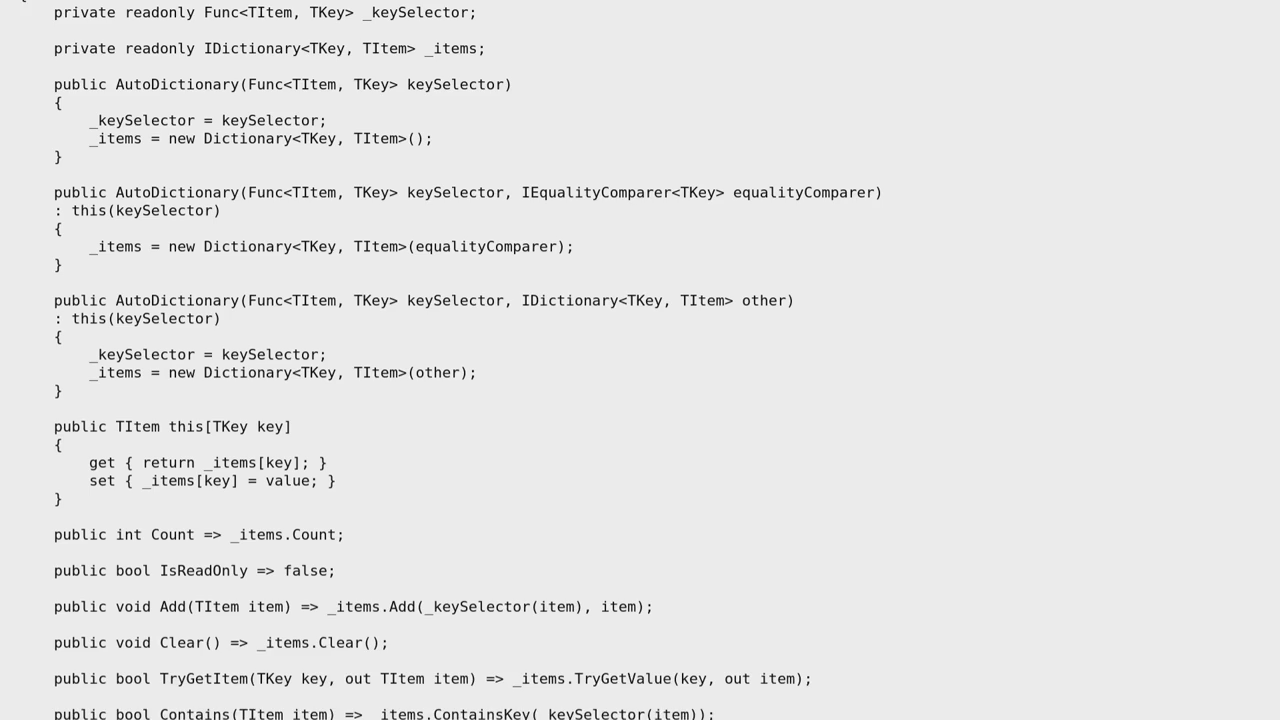 {
    private readonly Func<TItem, TKey> _keySelector;

    private readonly IDictionary<TKey, TItem> _items;

    public AutoDictionary(Func<TItem, TKey> keySelector)
    {
        _keySelector = keySelector;
        _items = new Dictionary<TKey, TItem>();
    }

    public AutoDictionary(Func<TItem, TKey> keySelector, IEqualityComparer<TKey> equalityComparer)
    : this(keySelector)
    {
        _items = new Dictionary<TKey, TItem>(equalityComparer);
    }

    public AutoDictionary(Func<TItem, TKey> keySelector, IDictionary<TKey, TItem> other)
    : this(keySelector)
    {
        _keySelector = keySelector;
        _items = new Dictionary<TKey, TItem>(other);
    }

    public TItem this[TKey key]
    {
        get { return _items[key]; }
        set { _items[key] = value; }
    }

    public int Count => _items.Count;

    public bool IsReadOnly => false;

    public void Add(TItem item) => _items.Add(_keySelector(item), item);

    public void Clear() => _items.Clear();

    public bool TryGetItem(TKey key, out TItem item) => _items.TryGetValue(key, out item);

    public bool Contains(TItem item) => _items.ContainsKey(_keySelector(item));